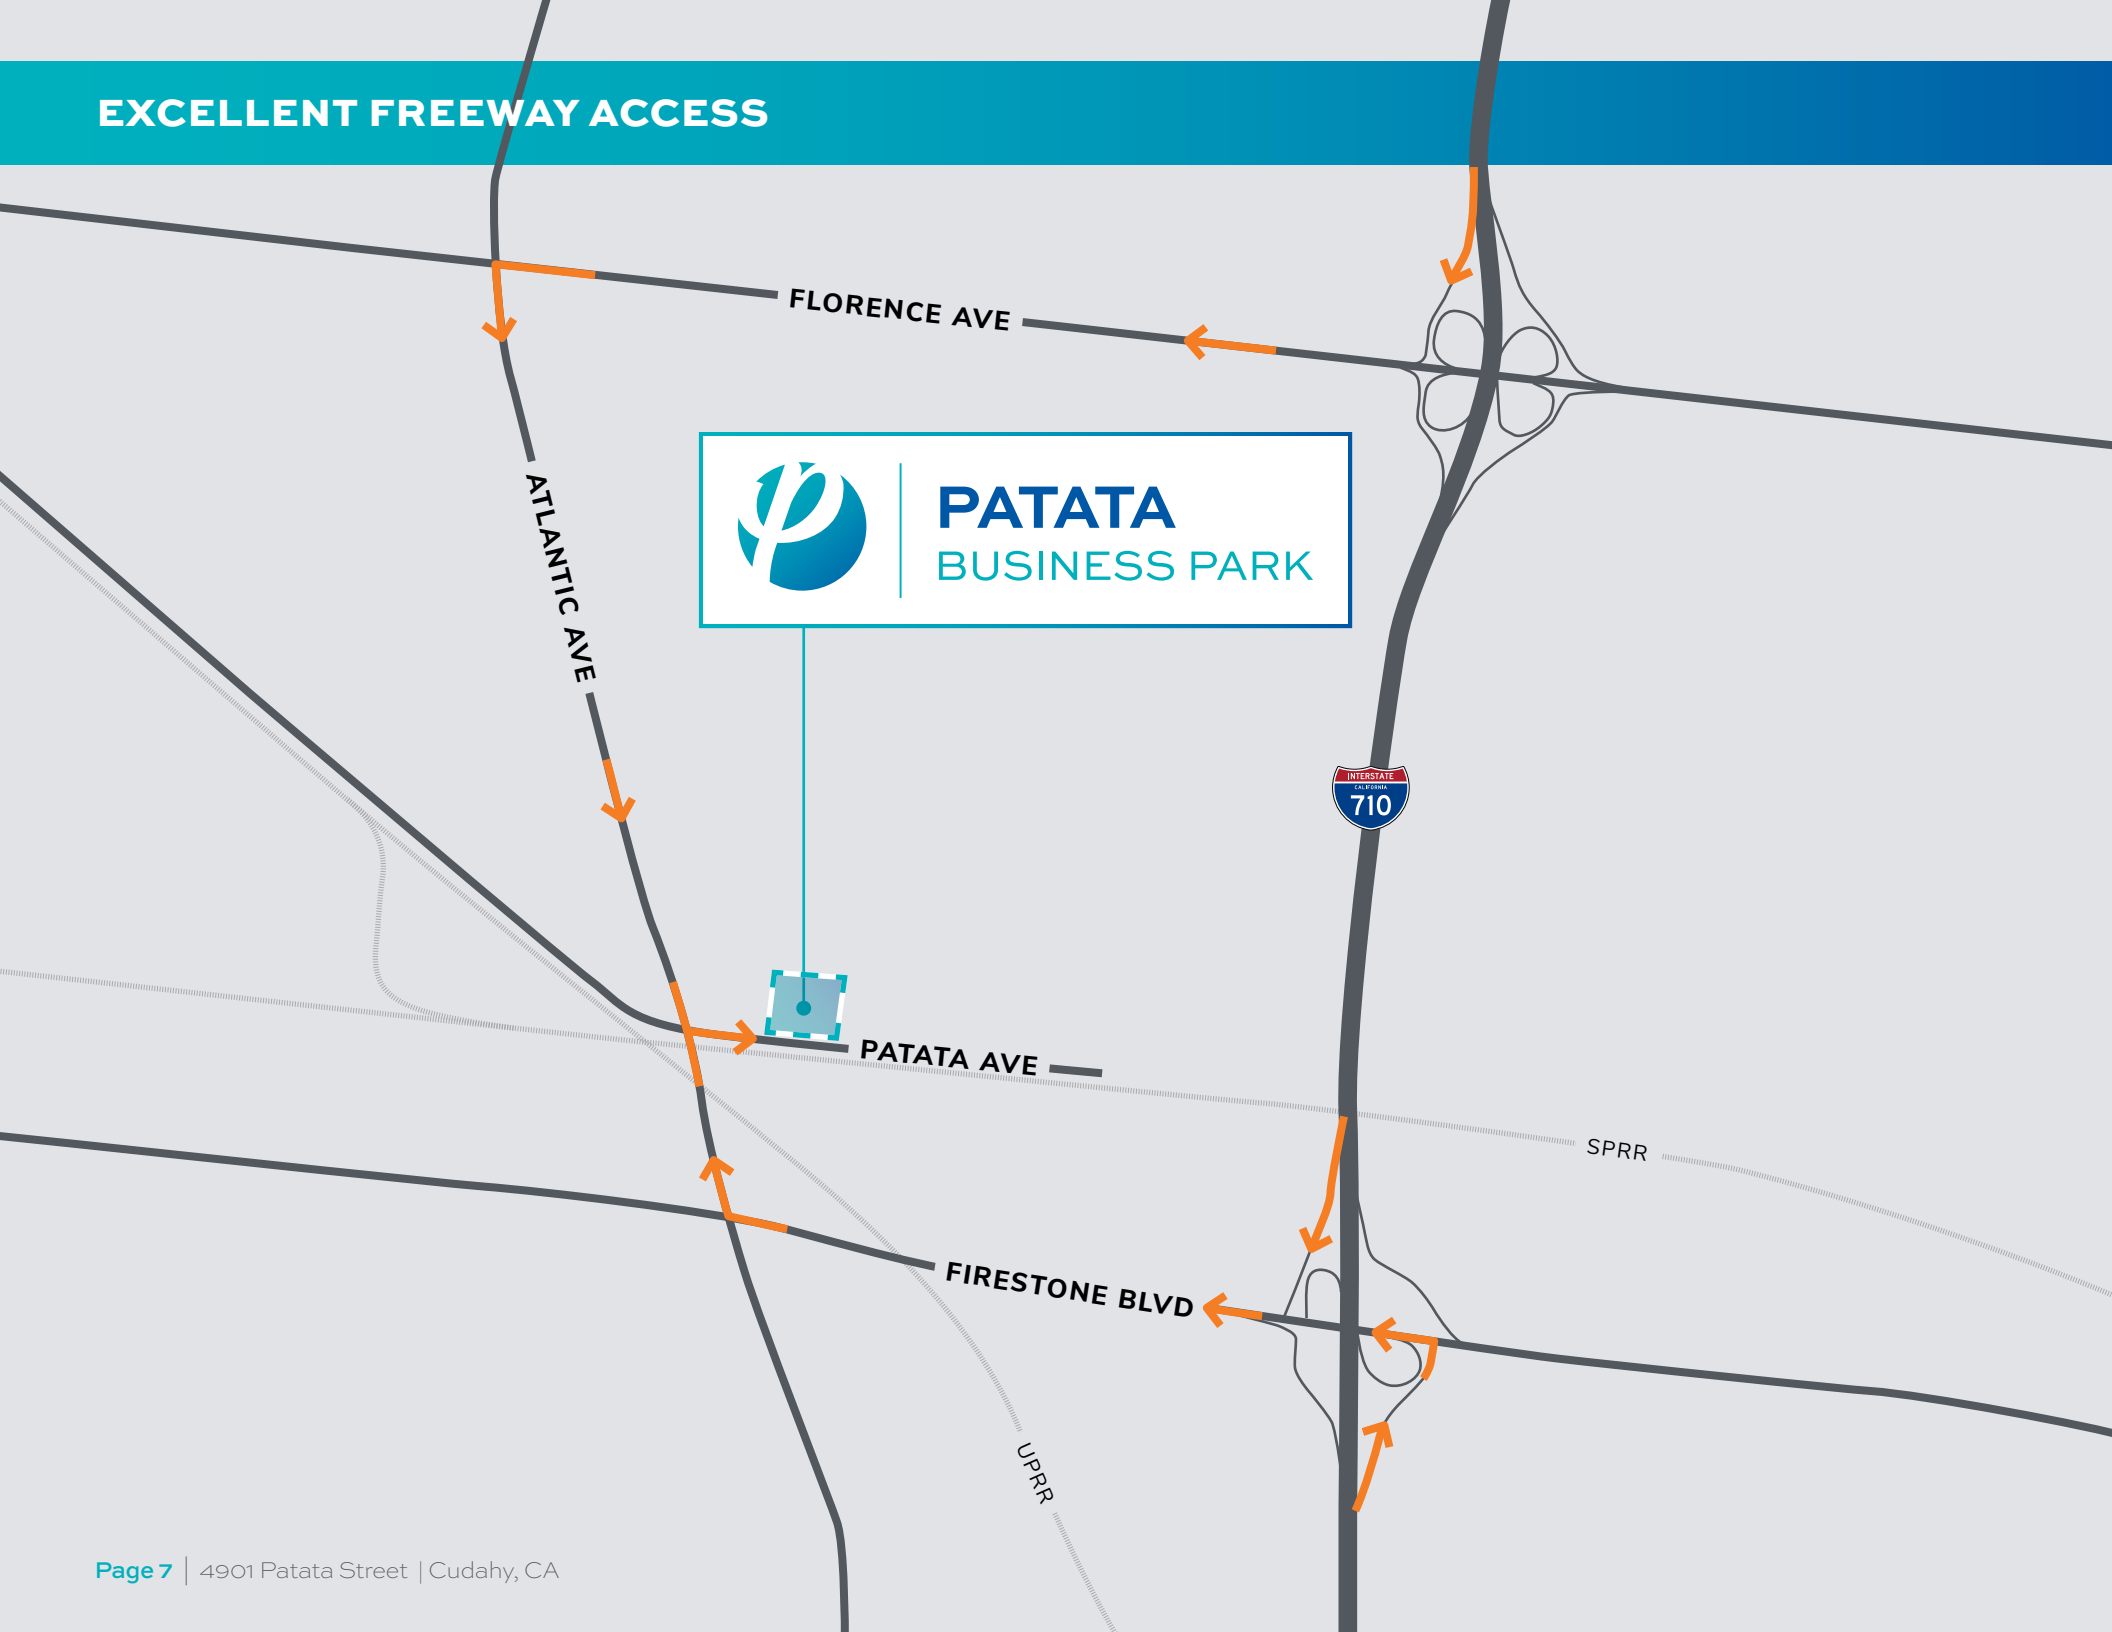 EXCELLENT FREEWAY ACCESS
FLORENCE AVE
ATLANTIC AVE
PATATA
BUSINESS PARK
INTERSTATE
CALIFORNIA
710
PATATA AVE
SPRR
FIRESTONE BLVD
UPRR
Page 7 | 4901 Patata Street | Cudahy, CA